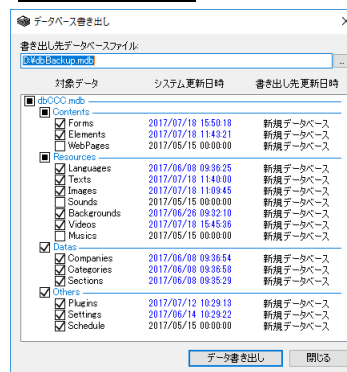 データベース書き出し
書き出し先データベースファイル:
D:¥dbBackup.mdb
...
対象データ システム更新日時 書き出し先更新日時
dbCCC.mdb
Contents
Forms 2017/07/18 15:50:18 新規データベース
Elements 2017/07/18 11:43:21 新規データベース
WebPages 2017/05/15 00:00:00 新規データベース
Resources
Languages 2017/06/08 09:36:25 新規データベース
Texts 2017/07/18 11:40:00 新規データベース
Images 2017/07/18 11:09:45 新規データベース
Sounds 2017/05/15 00:00:00 新規データベース
Backgrounds 2017/06/26 09:32:10 新規データベース
Videos 2017/07/18 15:45:36 新規データベース
Musics 2017/05/15 00:00:00 新規データベース
Datas
Companies 2017/06/08 09:36:54 新規データベース
Categories 2017/06/08 09:36:58 新規データベース
Sections 2017/06/08 09:35:29 新規データベース
Others
Plugins 2017/07/12 10:29:13 新規データベース
Settings 2017/06/14 10:29:22 新規データベース
Schedule 2017/05/15 00:00:00 新規データベース
データ書き出し 閉じる